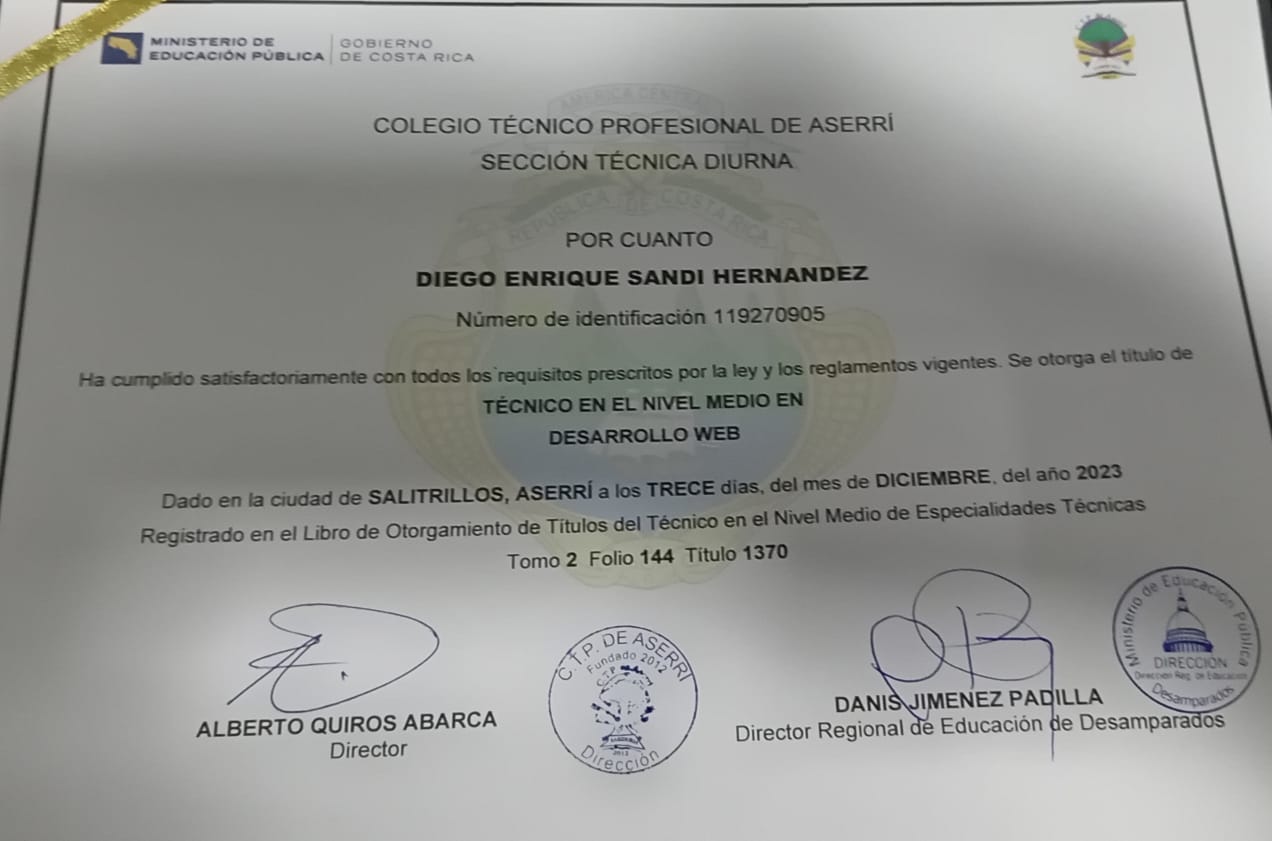 MINISTERIO DE
EDUCACIÓN PÚBLICA
GOBIERNO
DE COSTA RICA
AMÉRICA CENTRAL
REPÚBLICA DE COSTA RICA
COLEGIO TÉCNICO PROFESIONAL DE ASERRÍ
SECCIÓN TÉCNICA DIURNA
POR CUANTO
DIEGO ENRIQUE SANDI HERNANDEZ
Número de identificación 119270905
Ha cumplido satisfactoriamente con todos los requisitos prescritos por la ley y los reglamentos vigentes. Se otorga el título de
TÉCNICO EN EL NIVEL MEDIO EN
DESARROLLO WEB
Dado en la ciudad de SALITRILLOS, ASERRÍ a los TRECE días, del mes de DICIEMBRE, del año 2023
Registrado en el Libro de Otorgamiento de Títulos del Técnico en el Nivel Medio de Especialidades Técnicas
Tomo 2 Folio 144 Título 1370
ALBERTO QUIROS ABARCA
Director
C.T.P. DE ASERRÍ
Fundado 2012
C.T.P
2012
Dirección
DANIS JIMENEZ PADILLA
Director Regional de Educación de Desamparados
Ministerio de Educación Pública
DIRECCIÓN
Dirección Reg. de Educación
Desamparados